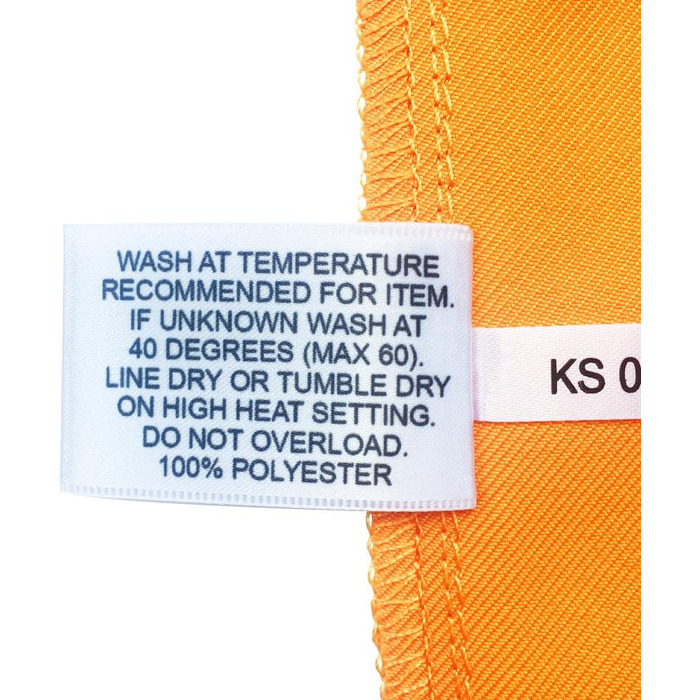 WASH AT TEMPERATURE
RECOMMENDED FOR ITEM.
IF UNKNOWN WASH AT
40 DEGREES (MAX 60).
LINE DRY OR TUMBLE DRY
ON HIGH HEAT SETTING.
DO NOT OVERLOAD.
100% POLYESTER
KS 0